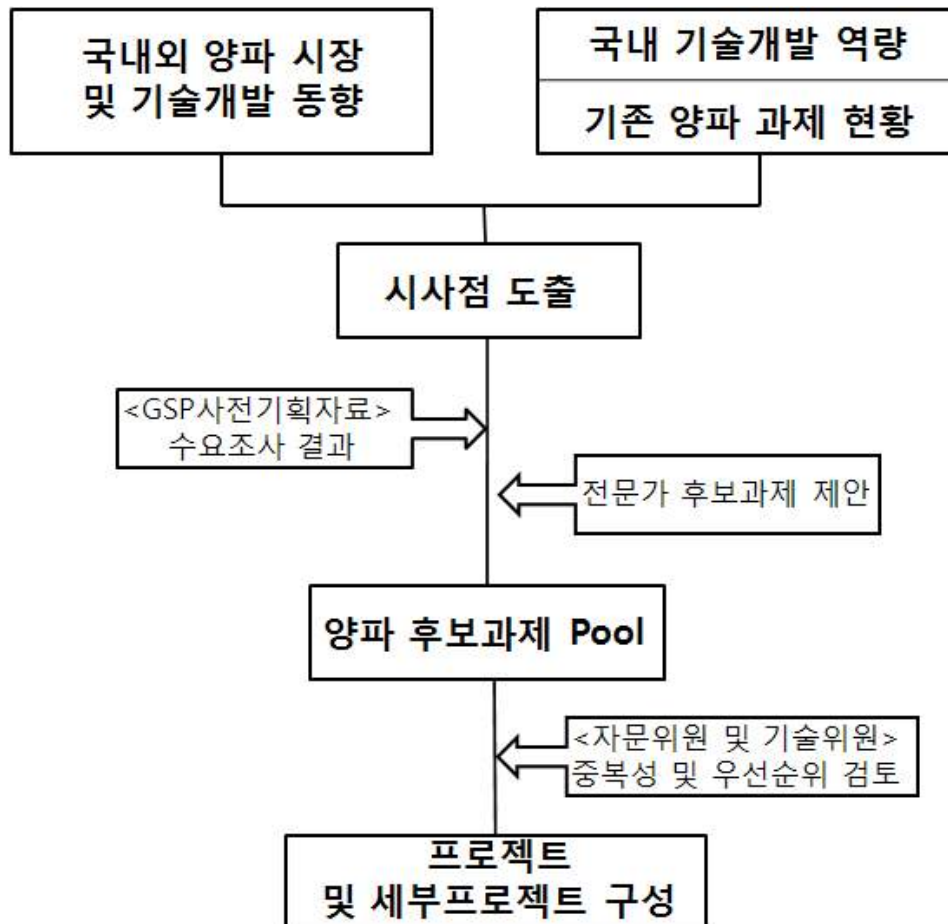 국내외 양파 시장
및 기술개발 동향
국내 기술개발 역량
기존 양파 과제 현황
시사점 도출
<GSP사전기획자료>
수요조사 결과
전문가 후보과제 제안
양파 후보과제 Pool
<자문위원 및 기술위원>
중복성 및 우선순위 검토
프로젝트
및 세부프로젝트 구성